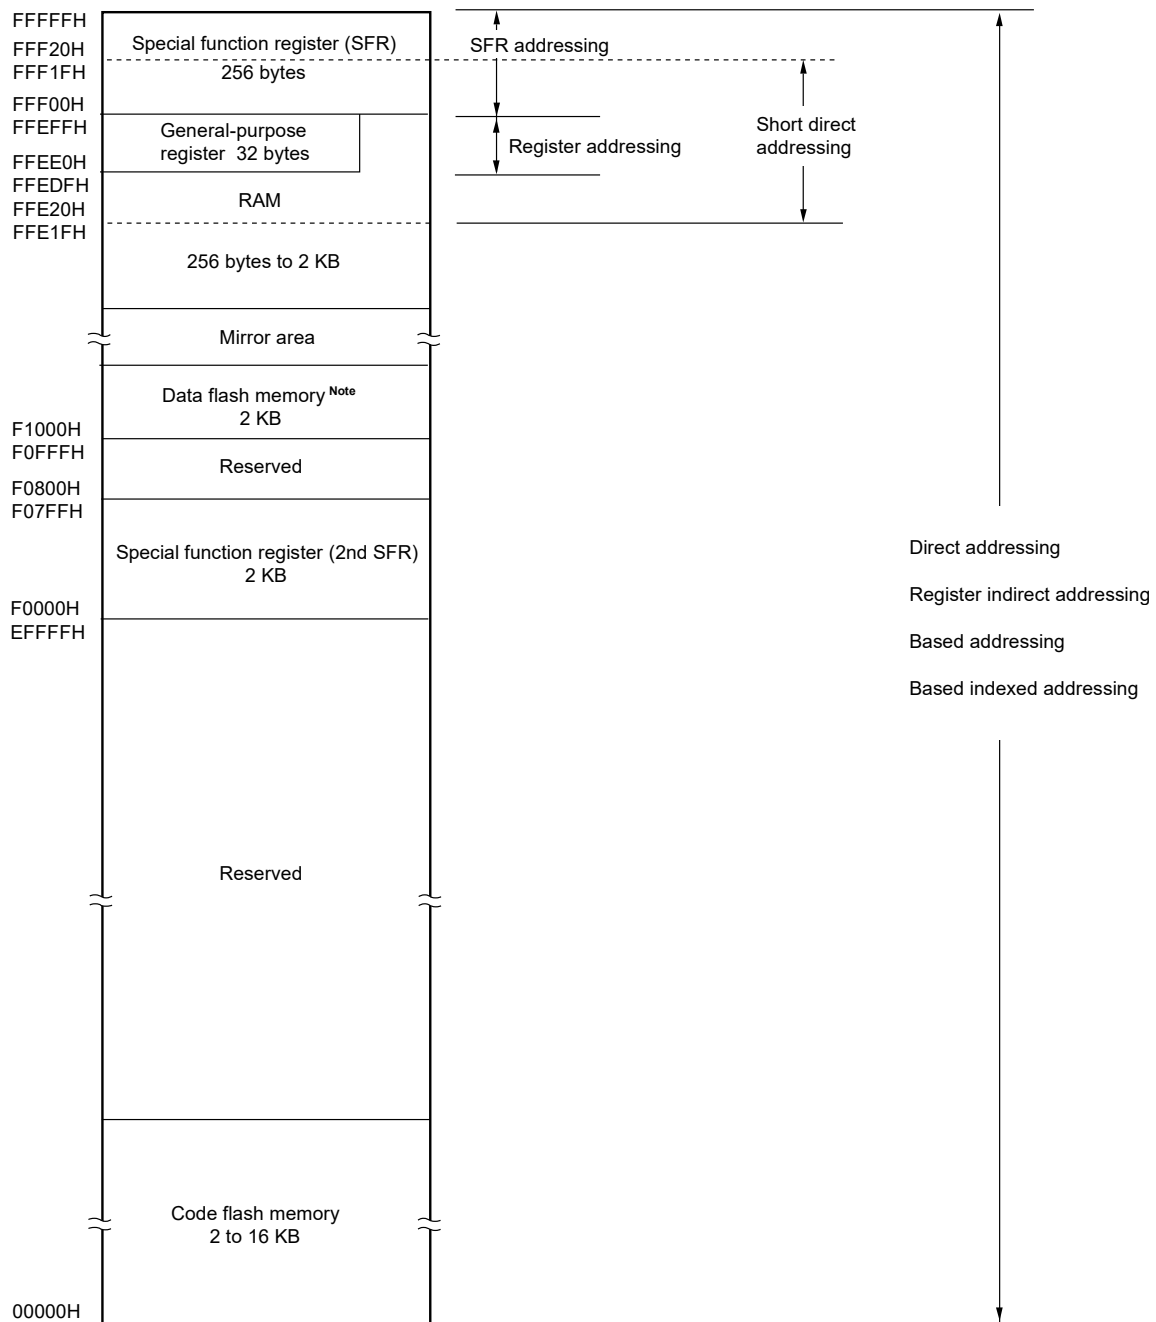 FFFFFH
Special function register (SFR)
256 bytes
SFR addressing
FFF20H
FFF1FH
FFF00H
FFEFFH
General-purpose
register 32 bytes
Register addressing
Short direct
addressing
FFEE0H
FFEDFH
RAM
256 bytes to 2 KB
FFE20H
FFE1FH
Mirror area
Data flash memory Note
2 KB
F1000H
F0FFFH
Reserved
F0800H
F07FFH
Special function register (2nd SFR)
2 KB
F0000H
EFFFFH
Direct addressing
Register indirect addressing
Based addressing
Based indexed addressing
Reserved
Code flash memory
2 to 16 KB
00000H